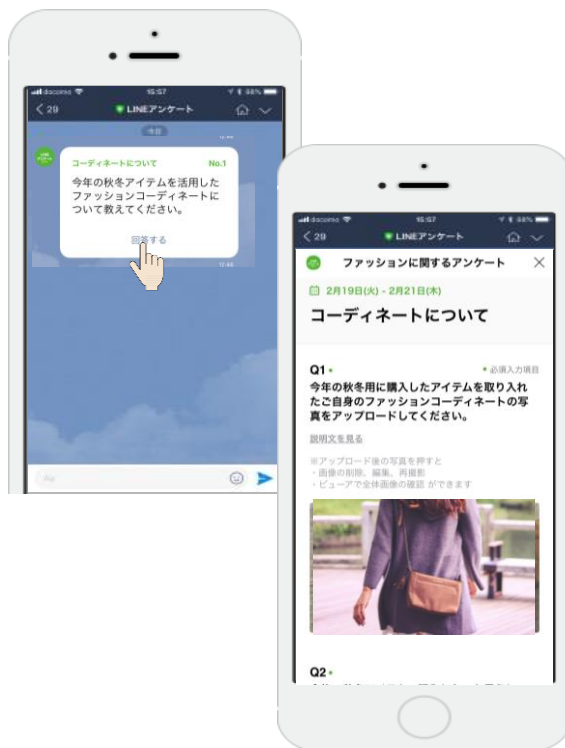 docomo 15:57 88%
29 LINEアンケート
今日
コーディネートについて No.1
今年の秋冬アイテムを活用した
ファッションコーディネートに
ついて教えてください。
回答する
docomo 15:57 68%
29 LINEアンケート
ファッションに関するアンケート
2月19日(火) - 2月21日(木)
コーディネートについて
Q1 • • 必須入力項目
今年の秋冬用に購入したアイテムを取り入れ
たご自身のファッションコーディネートの写
真をアップロードしてください。
説明文を見る
※アップロード後の写真を押すと
・画像の削除、編集、再撮影
・ビューアで全体画像の確認 ができます
Q2 •